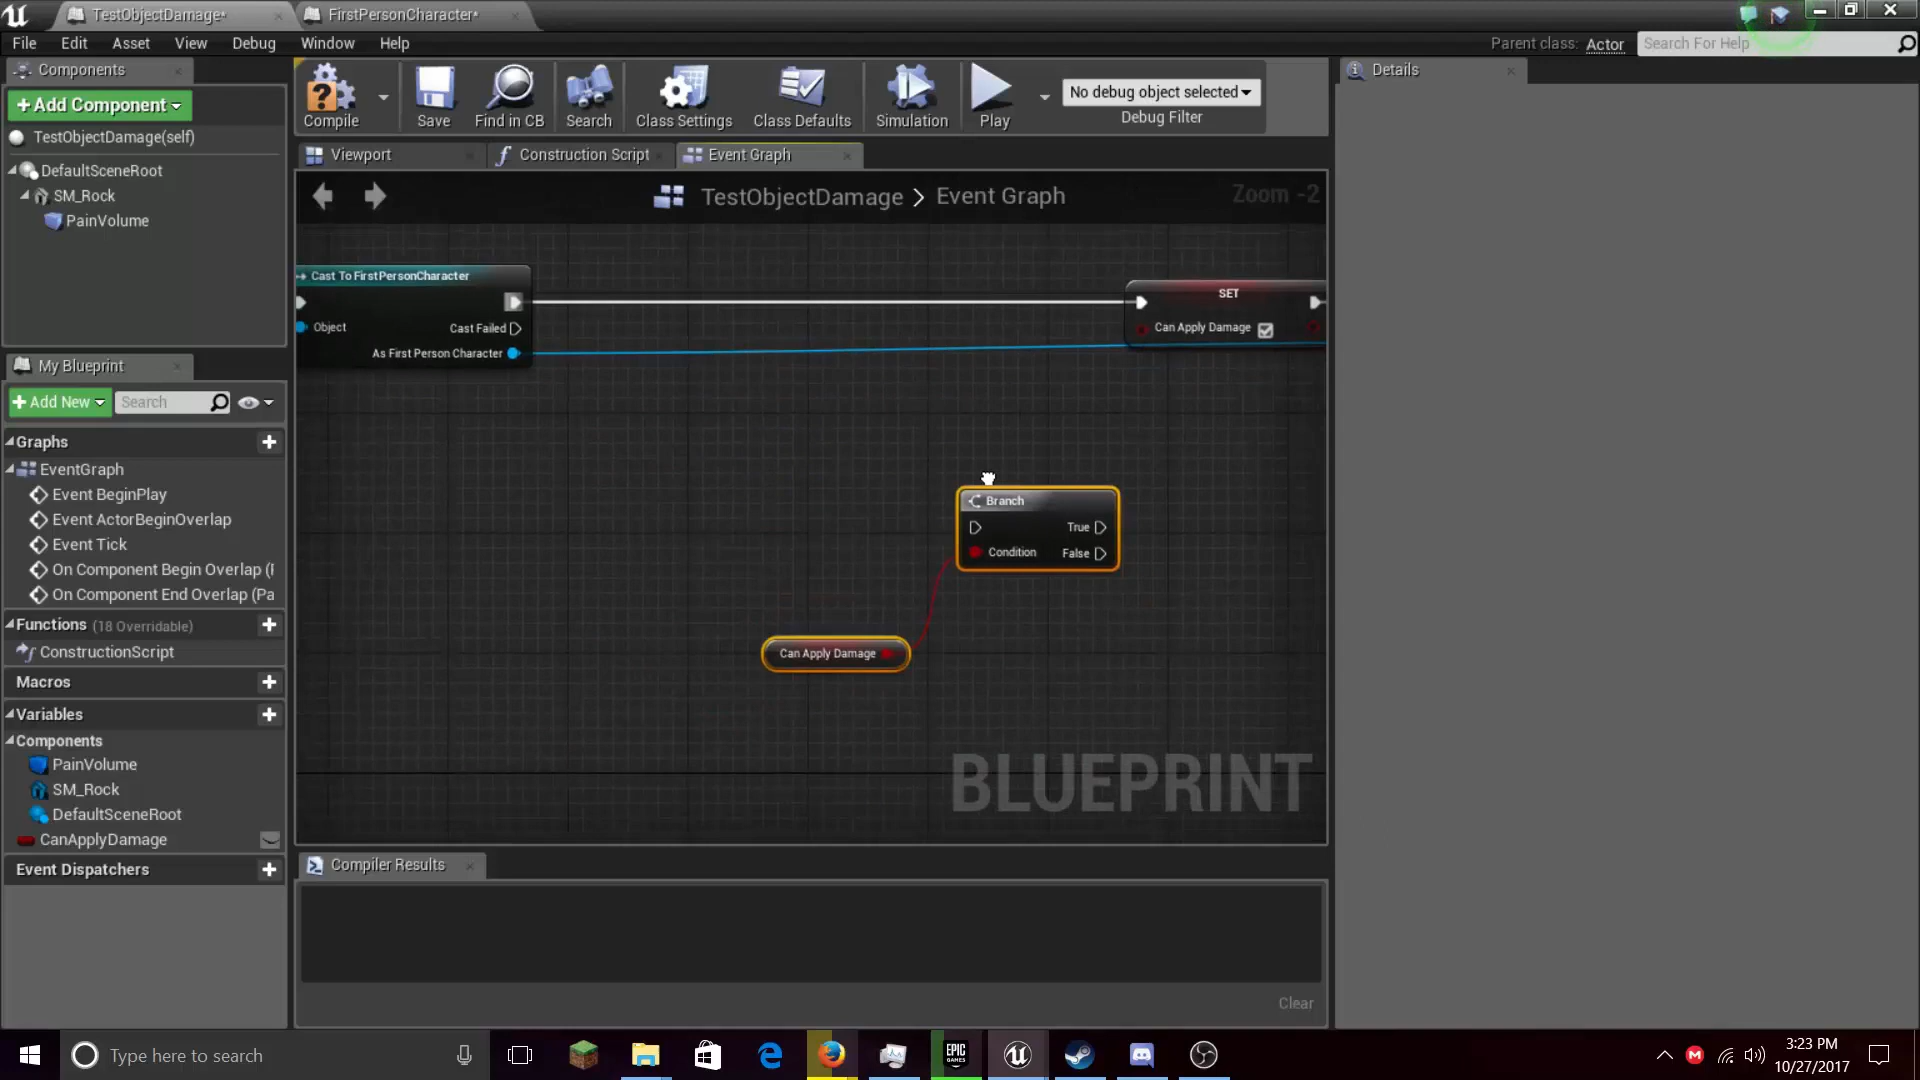 TestObjectDamage*
FirstPersonCharacter*
File Edit Asset View Debug Window Help
Parent class: Actor
Search For Help
Components
+Add Component
TestObjectDamage(self)
DefaultSceneRoot
SM_Rock
PainVolume
Compile
Save
Find in CB
Search
Class Settings
Class Defaults
Simulation
Play
No debug object selected
Debug Filter
Details
Viewport
Construction Script
Event Graph
TestObjectDamage > Event Graph
Zoom -2
Cast To FirstPersonCharacter
Object
Cast Failed
As First Person Character
SET
Can Apply Damage
Branch
True
Condition
False
Can Apply Damage
BLUEPRINT
My Blueprint
+ Add New
Search
Graphs
EventGraph
Event BeginPlay
Event ActorBeginOverlap
Event Tick
On Component Begin Overlap (
On Component End Overlap (Pa
Functions (18 Overridable)
ConstructionScript
Macros
Variables
Components
PainVolume
SM_Rock
DefaultSceneRoot
CanApplyDamage
Event Dispatchers
Compiler Results
Clear
Type here to search
EPIC
GAMES
3:23 PM
10/27/2017